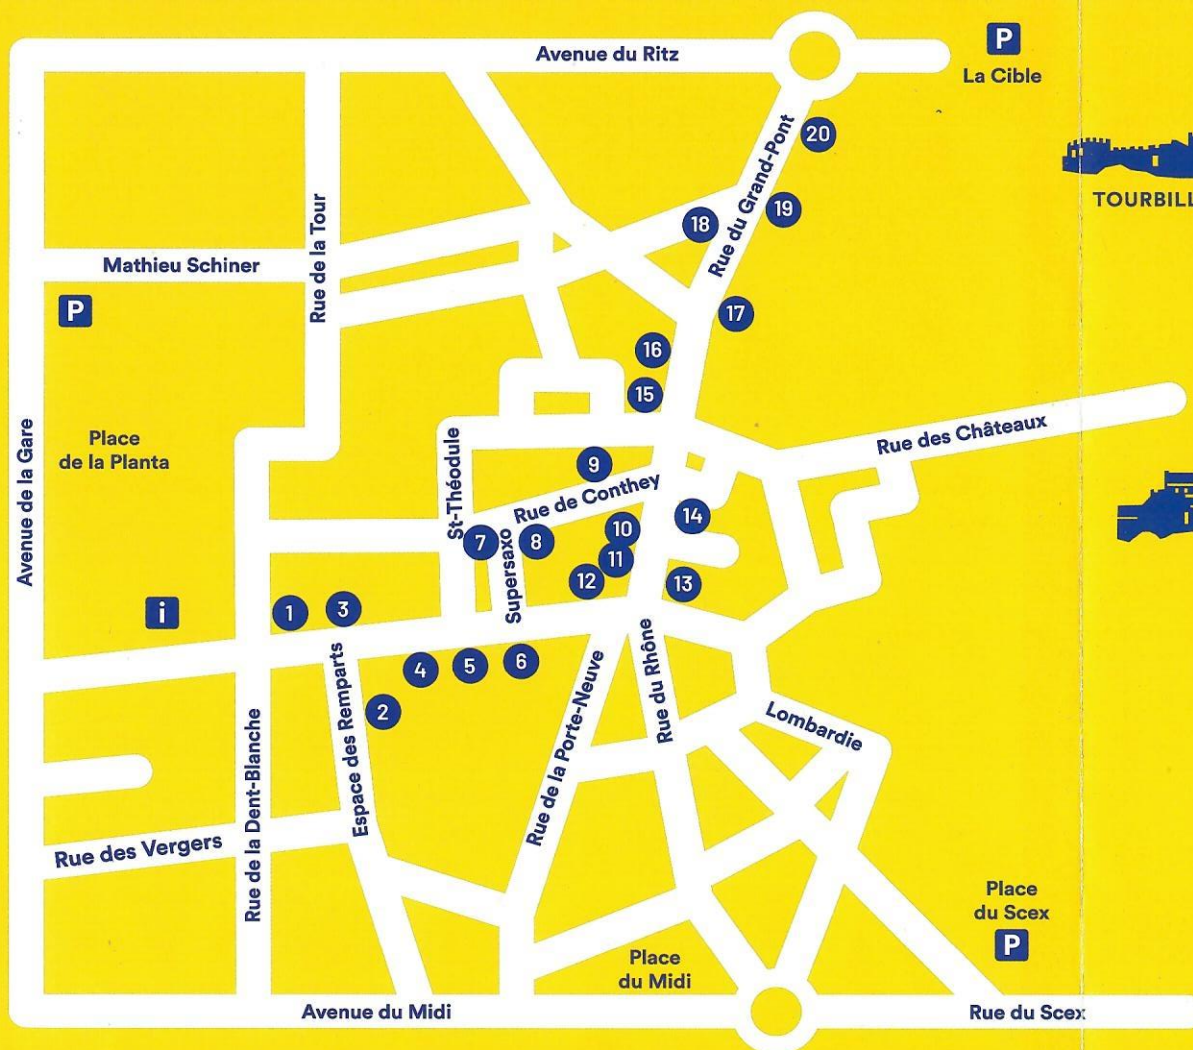 Avenue du Ritz
P
La Cible
20
TOURBILL
19
18
Rue du Grand-Pont
Rue de la Tour
Mathieu Schiner
P
17
16
15
Avenue de la Gare
Place
de la Planta
St-Théodule
9
Rue de Conthey
Rue des Châteaux
7
Supersaxo
8
10
11
12
14
13
i
1
3
2
4
5
6
Espace des Remparts
Rue de la Dent-Blanche
Rue de la Porte-Neuve
Rue du Rhône
Lombardie
Rue des Vergers
Place
du Scex
P
Place
du Midi
Avenue du Midi
Rue du Scex